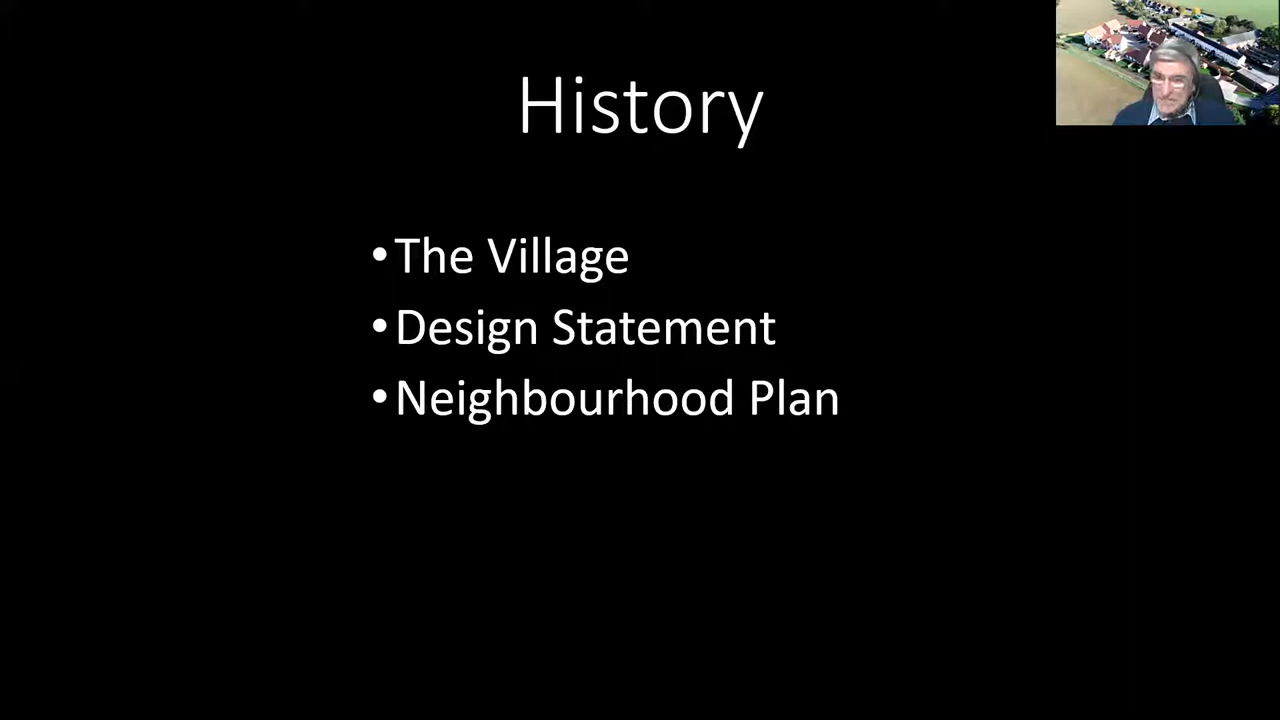 History
•The Village
•Design Statement
•Neighbourhood Plan